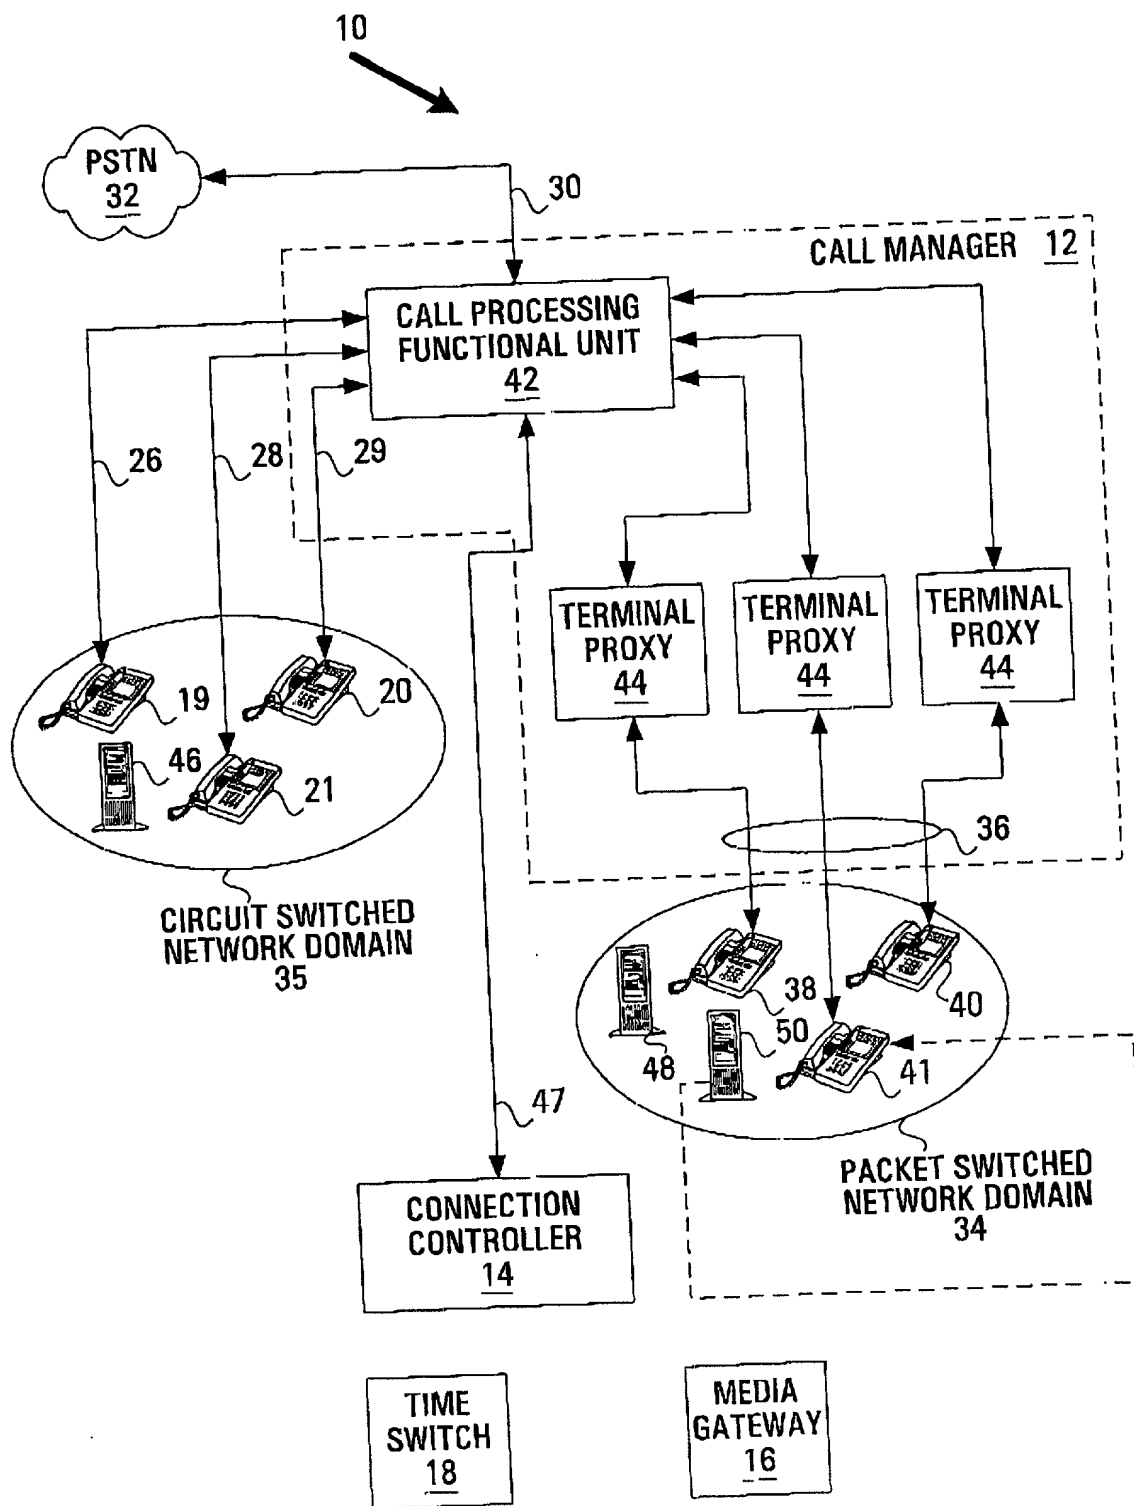 10
PSTN
32
30
CALL MANAGER 12
CALL PROCESSING
FUNCTIONAL UNIT
42
26
28
29
TERMINAL
PROXY
44
TERMINAL
PROXY
44
TERMINAL
PROXY
44
19
20
46
21
36
CIRCUIT SWITCHED
NETWORK DOMAIN
35
38
40
50
48
41
47
PACKET SWITCHED
NETWORK DOMAIN
34
CONNECTION
CONTROLLER
14
TIME
SWITCH
18
MEDIA
GATEWAY
16